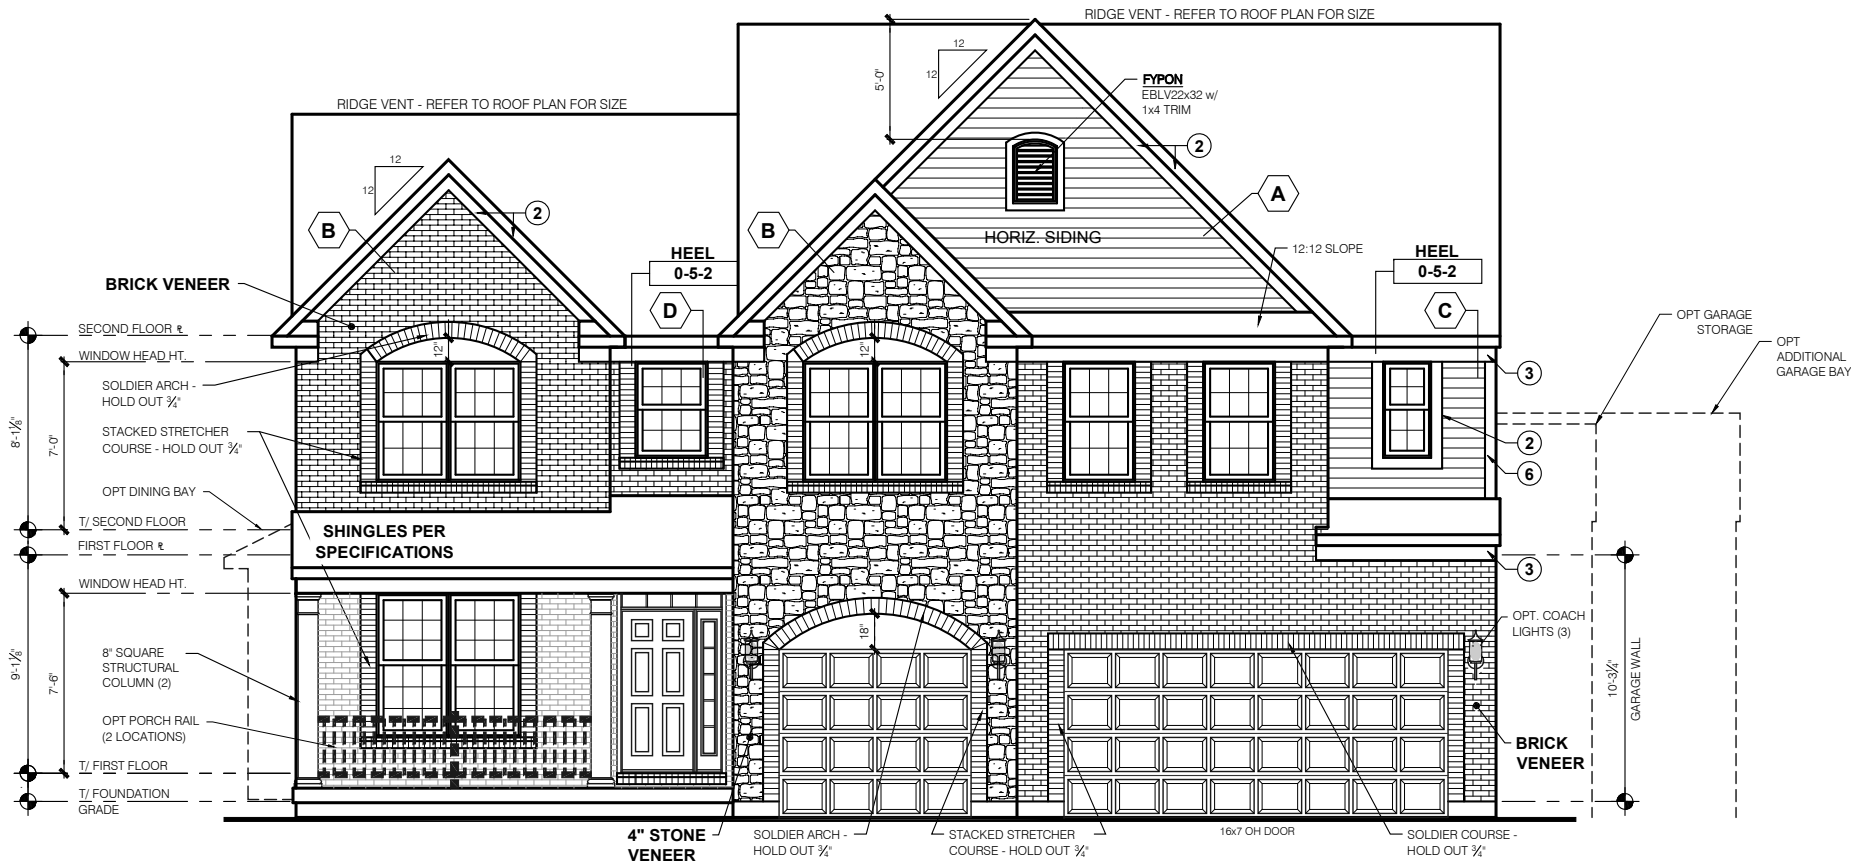 RIDGE VENT - REFER TO ROOF PLAN FOR SIZE
12
12
5'-0"
FYPON
EBLV22x32 w/
1x4 TRIM
2
RIDGE VENT - REFER TO ROOF PLAN FOR SIZE
12
12
A
B
2
B
HORIZ. SIDING
12:12 SLOPE
HEEL
0-5-2
HEEL
0-5-2
BRICK VENEER
D
C
OPT GARAGE
STORAGE
SECOND FLOOR ⅊
WINDOW HEAD HT.
12"
12"
OPT
ADDITIONAL
GARAGE BAY
3
SOLDIER ARCH -
HOLD OUT ¾"
8'-1⅛"
7'-0"
STACKED STRETCHER
COURSE - HOLD OUT ¾"
2
6
OPT DINING BAY
T/ SECOND FLOOR
FIRST FLOOR ⅊
SHINGLES PER
SPECIFICATIONS
3
WINDOW HEAD HT.
18"
OPT. COACH
LIGHTS (3)
9'-1⅛"
7'-6"
8" SQUARE
STRUCTURAL
COLUMN (2)
10'-3¾"
GARAGE WALL
OPT PORCH RAIL
(2 LOCATIONS)
BRICK
VENEER
T/ FIRST FLOOR
T/ FOUNDATION
GRADE
4" STONE
VENEER
SOLDIER ARCH -
HOLD OUT ¾"
STACKED STRETCHER
COURSE - HOLD OUT ¾"
16x7 OH DOOR
SOLDIER COURSE -
HOLD OUT ¾"